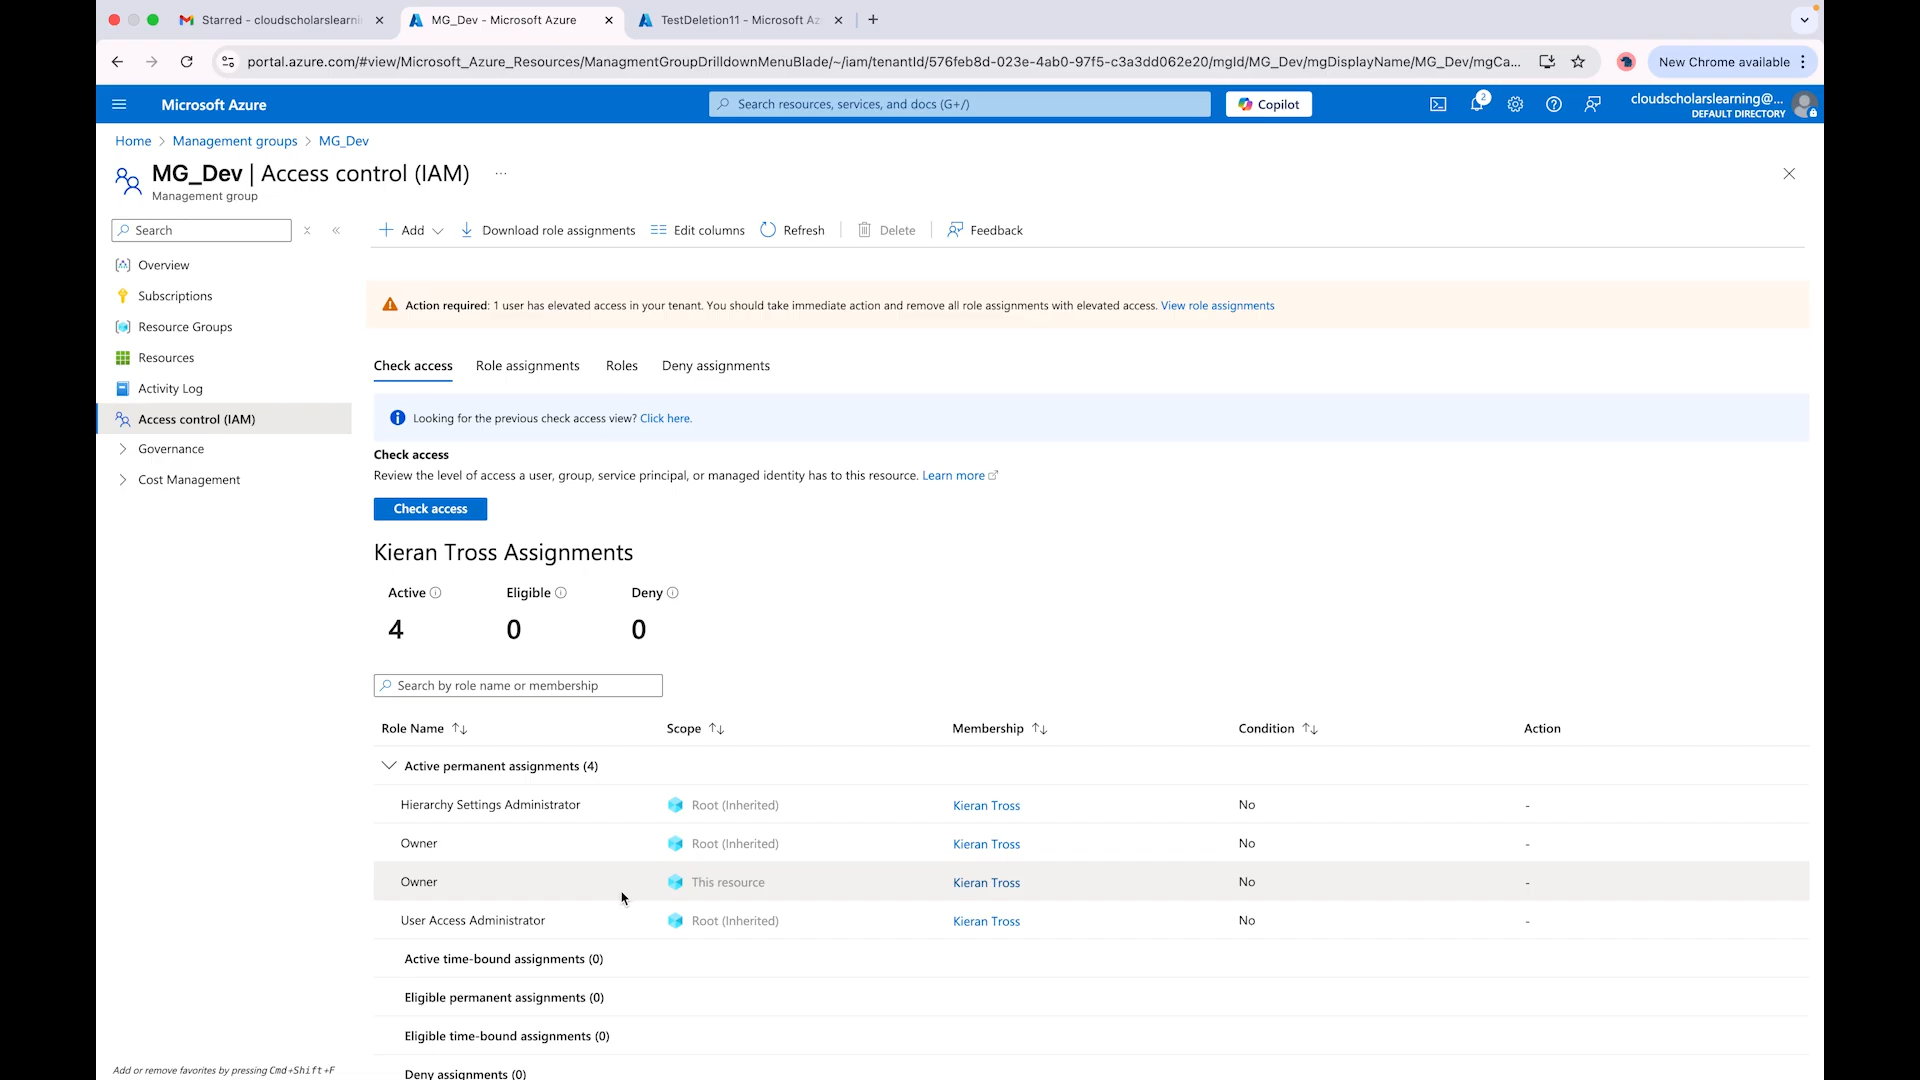 Starred - cloudscholarslearni
MG_Dev - Microsoft Azure
TestDeletion11 - Microsoft Az
portal.azure.com/#view/Microsoft_Azure_Resources/ManagmentGroupDrilldownMenuBlade/~/iam/tenantId/576feb8d-023e-4ab0-97f5-c3a3dd062e20/mgId/MG_Dev/mgDisplayName/MG_Dev/mgCa...
New Chrome available
Microsoft Azure
Search resources, services, and docs (G+/)
Copilot
2
cloudscholarslearning@...
DEFAULT DIRECTORY
Home > Management groups > MG_Dev
MG_Dev | Access control (IAM) ...
Management group
Search
Add
Download role assignments
Edit columns
Refresh
Delete
Feedback
Overview
Subscriptions
Resource Groups
Resources
Activity Log
Access control (IAM)
Governance
Cost Management
Action required: 1 user has elevated access in your tenant. You should take immediate action and remove all role assignments with elevated access. View role assignments
Check access Role assignments Roles Deny assignments
Looking for the previous check access view? Click here.
Check access
Review the level of access a user, group, service principal, or managed identity has to this resource. Learn more
Check access
Kieran Tross Assignments
Active Eligible Deny
4 0 0
Search by role name or membership
Role Name Scope Membership Condition Action
Active permanent assignments (4)
Hierarchy Settings Administrator Root (Inherited) Kieran Tross No -
Owner Root (Inherited) Kieran Tross No -
Owner This resource Kieran Tross No -
User Access Administrator Root (Inherited) Kieran Tross No -
Active time-bound assignments (0)
Eligible permanent assignments (0)
Eligible time-bound assignments (0)
Deny assignments (0)
Add or remove favorites by pressing Cmd+Shift+F